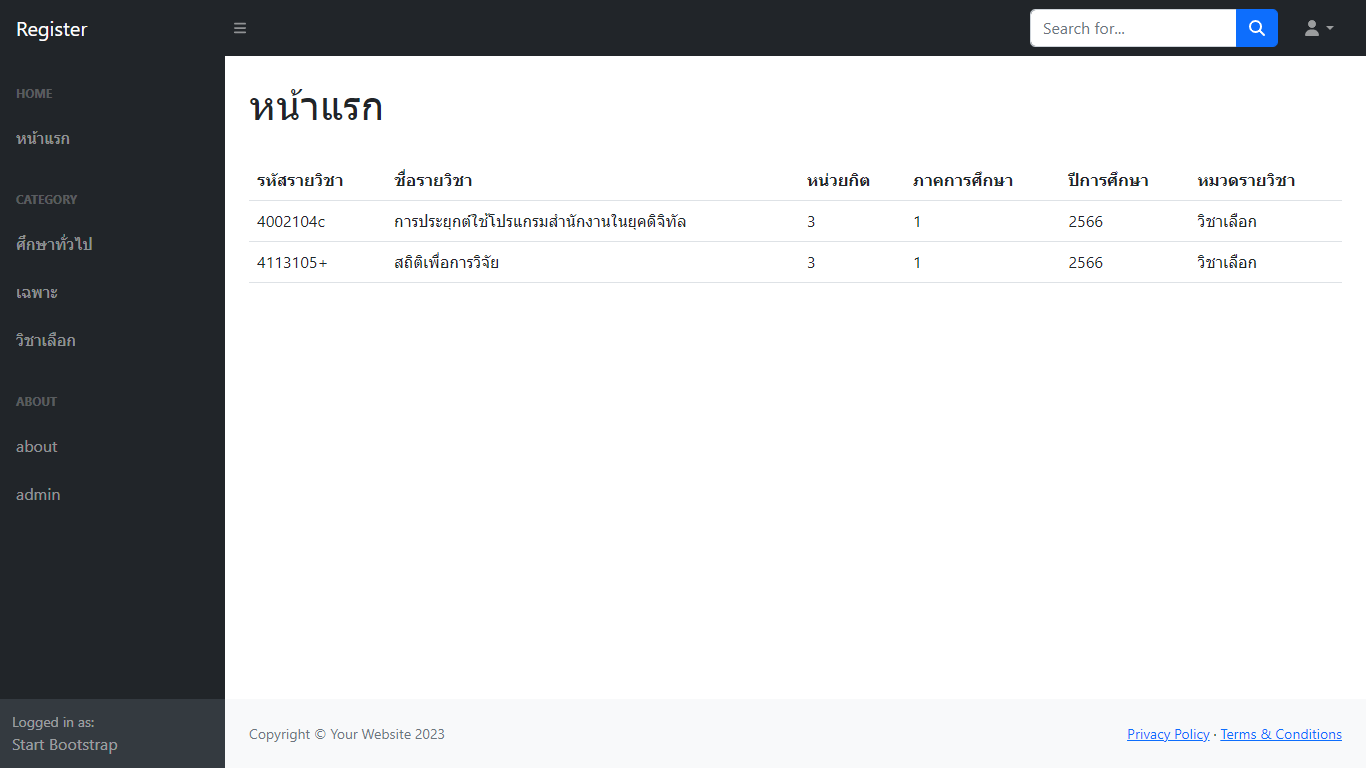 Register
Search for...
HOME
หน้าแรก
CATEGORY
ศึกษาทั่วไป
เฉพาะ
วิชาเลือก
ABOUT
about
admin
Logged in as:
Start Bootstrap
หน้าแรก
รหัสรายวิชา ชื่อรายวิชา หน่วยกิต ภาคการศึกษา ปีการศึกษา หมวดรายวิชา
4002104c การประยุกต์ใช้โปรแกรมสำนักงานในยุคดิจิทัล 3 1 2566 วิชาเลือก
4113105+ สถิติเพื่อการวิจัย 3 1 2566 วิชาเลือก
Copyright © Your Website 2023
Privacy Policy · Terms & Conditions